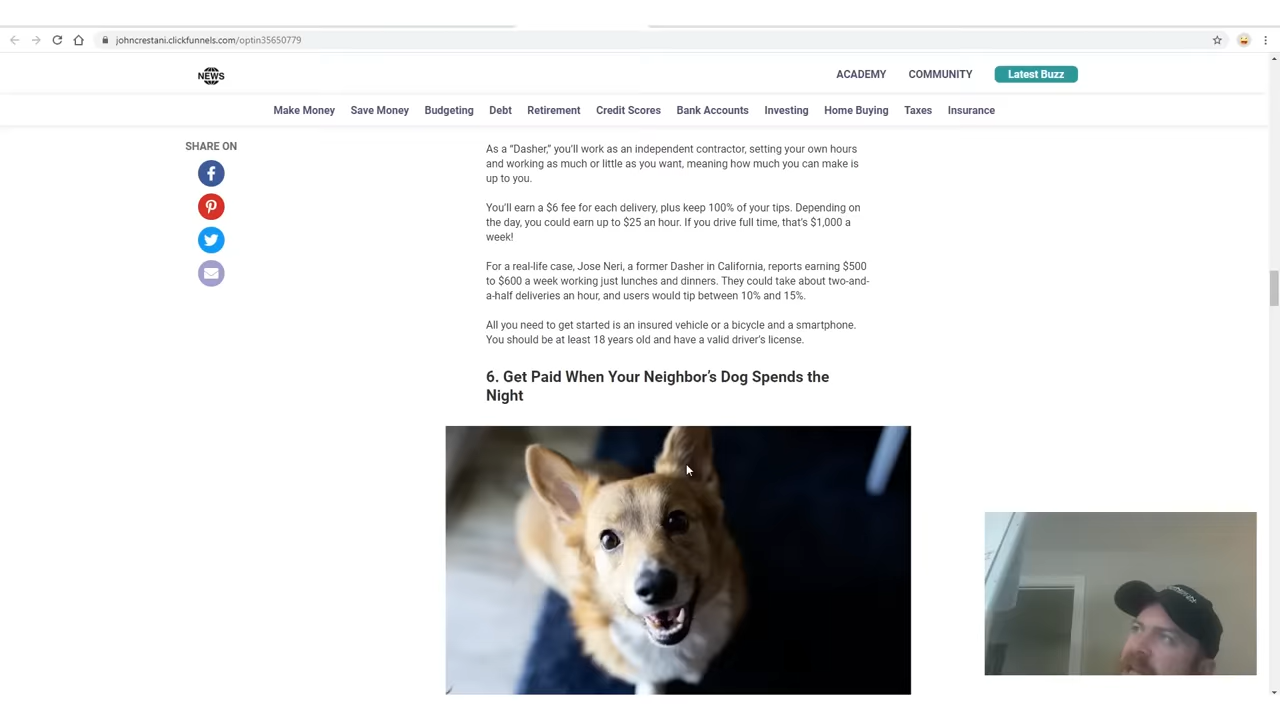 johncrestani.clickfunnels.com/optin35650779
NEWS
ACADEMY
COMMUNITY
Latest Buzz
Make Money
Save Money
Budgeting
Debt
Retirement
Credit Scores
Bank Accounts
Investing
Home Buying
Taxes
Insurance
SHARE ON
As a “Dasher,” you’ll work as an independent contractor, setting your own hours
and working as much or little as you want, meaning how much you can make is
up to you.
You’ll earn a $6 fee for each delivery, plus keep 100% of your tips. Depending on
the day, you could earn up to $25 an hour. If you drive full time, that’s $1,000 a
week!
For a real-life case, Jose Neri, a former Dasher in California, reports earning $500
to $600 a week working just lunches and dinners. They could take about two-and-
a-half deliveries an hour, and users would tip between 10% and 15%.
All you need to get started is an insured vehicle or a bicycle and a smartphone.
You should be at least 18 years old and have a valid driver’s license.
6. Get Paid When Your Neighbor’s Dog Spends the
Night